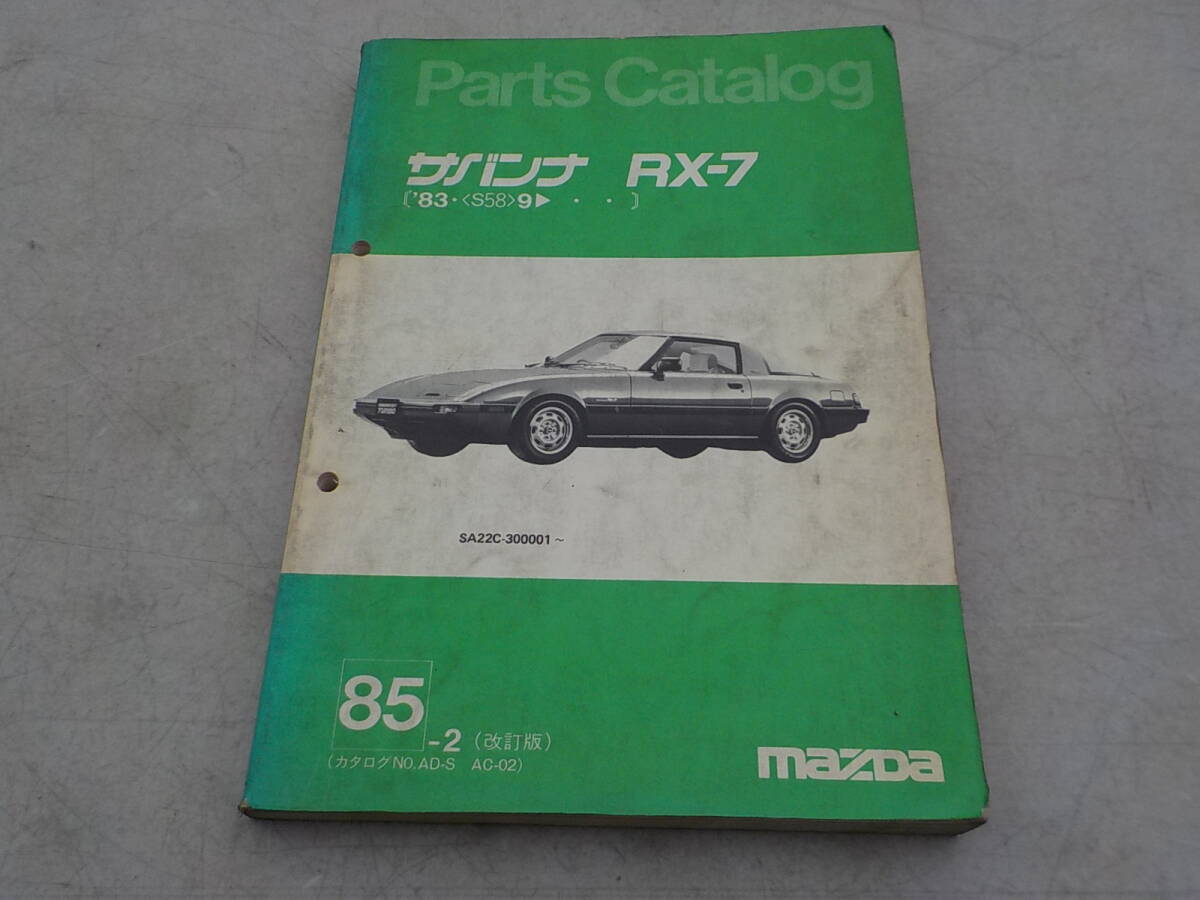 Parts Catalog
サバンナ RX-7
〔'83・〈S58〉9▶ ・ ・ 〕
TURBO
SA22C-300001～
85-2（改訂版）
（カタログNO. AD-S AC-02）
mazda